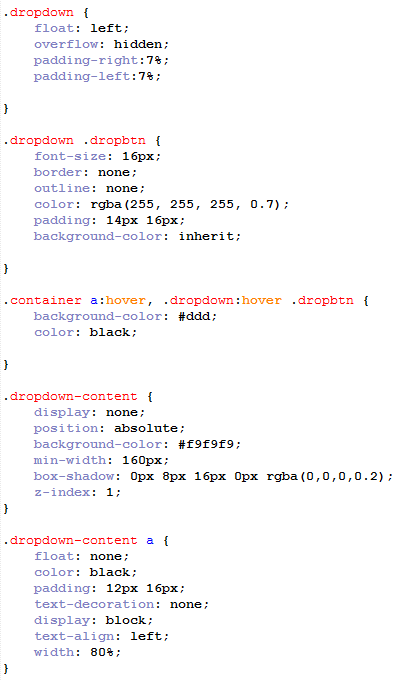 .dropdown {
    float: left;
    overflow: hidden;
    padding-right:7%;
    padding-left:7%;
}
.dropdown .dropbtn {
    font-size: 16px;
    border: none;
    outline: none;
    color: rgba(255, 255, 255, 0.7);
    padding: 14px 16px;
    background-color: inherit;
}
.container a:hover, .dropdown:hover .dropbtn {
    background-color: #ddd;
    color: black;
}
.dropdown-content {
    display: none;
    position: absolute;
    background-color: #f9f9f9;
    min-width: 160px;
    box-shadow: 0px 8px 16px 0px rgba(0,0,0,0.2);
    z-index: 1;
}
.dropdown-content a {
    float: none;
    color: black;
    padding: 12px 16px;
    text-decoration: none;
    display: block;
    text-align: left;
    width: 80%;
}